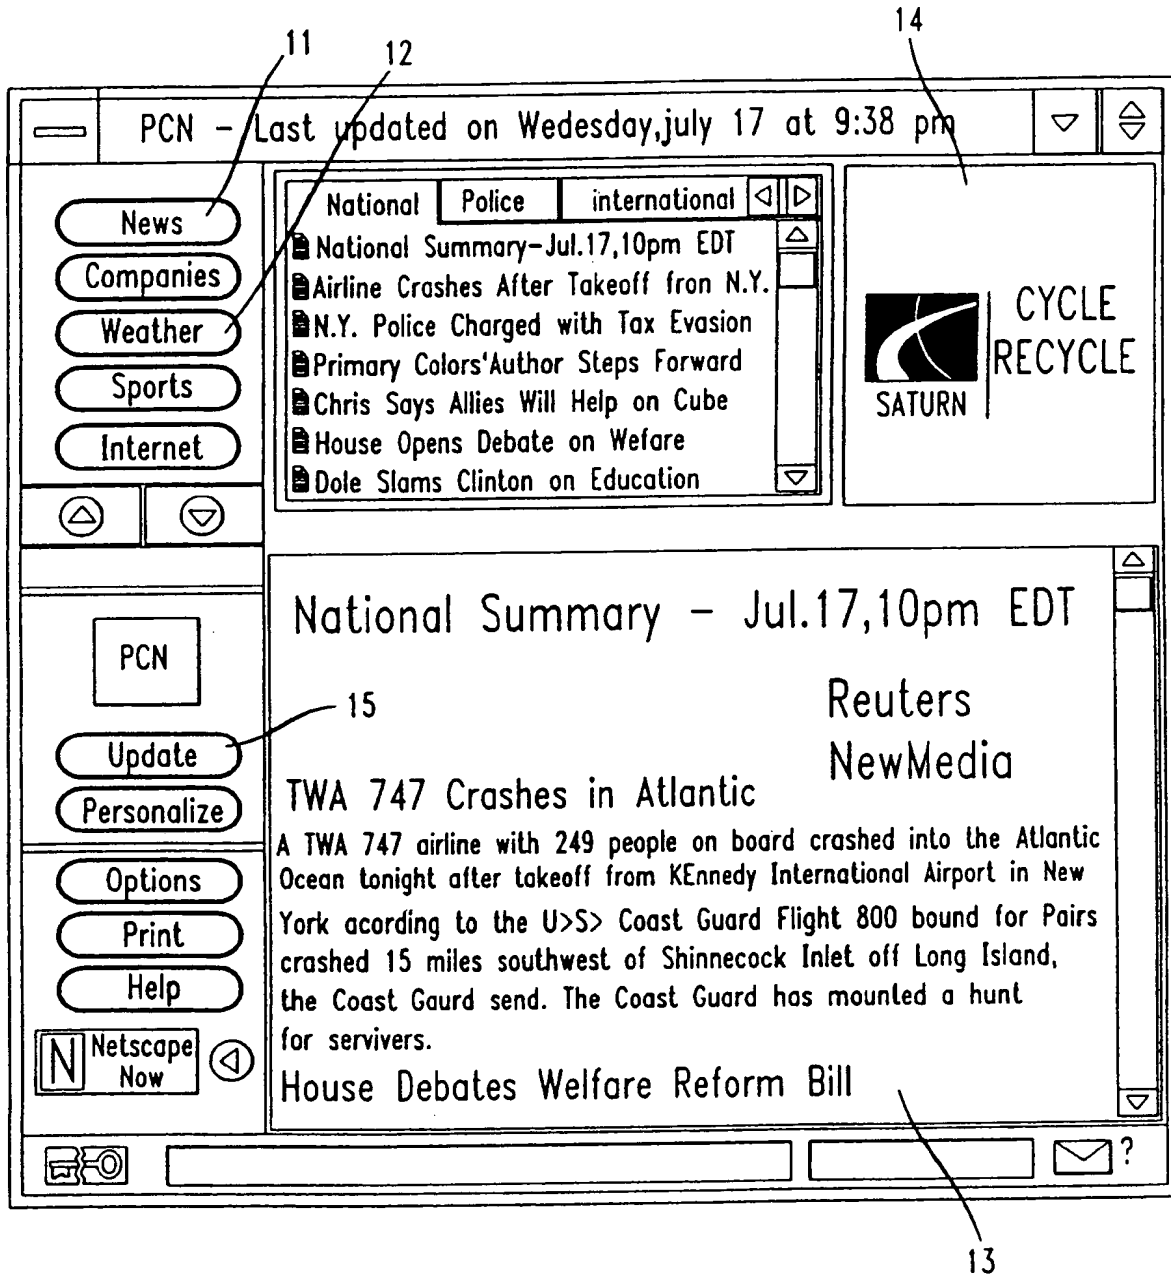 11
12
14
PCN - Last updated on Wedesday,july 17 at 9:38 pm
News
Companies
Weather
Sports
Internet
National Police international
National Summary-Jul.17,10pm EDT
Airline Crashes After Takeoff fron N.Y.
N.Y. Police Charged with Tax Evasion
Primary Colors'Author Steps Forward
Chris Says Allies Will Help on Cube
House Opens Debate on Wefare
Dole Slams Clinton on Education
SATURN
CYCLE
RECYCLE
PCN
15
Update
Personalize
Options
Print
Help
N Netscape
Now
National Summary - Jul.17,10pm EDT
Reuters
NewMedia
TWA 747 Crashes in Atlantic
A TWA 747 airline with 249 people on board crashed into the Atlantic
Ocean tonight after takeoff from KEnnedy International Airport in New
York acording to the U>S> Coast Guard Flight 800 bound for Pairs
crashed 15 miles southwest of Shinnecock Inlet off Long Island,
the Coast Gaurd send. The Coast Guard has mounted a hunt
for servivers.
House Debates Welfare Reform Bill
?
13